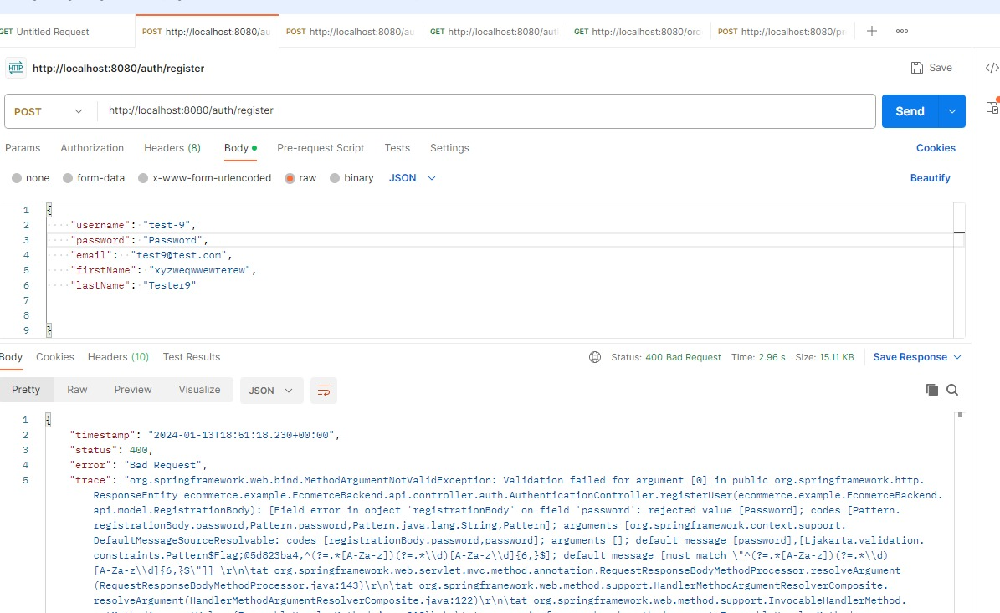 GET Untitled Request
POST http://localhost:8080/au
POST http://localhost:8080/au
GET http://localhost:8080/aut
GET http://localhost:8080/ord
POST http://localhost:8080/pr
HTTP http://localhost:8080/auth/register
Save
POST http://localhost:8080/auth/register
Send
Params Authorization Headers (8) Body Pre-request Script Tests Settings Cookies
none form-data x-www-form-urlencoded raw binary JSON Beautify
1 {
2 "username": "test-9",
3 "password": "Password",
4 "email": "test9@test.com",
5 "firstName": "xyzweqwwewrerew",
6 "lastName": "Tester9"
7
8
9 }
Body Cookies Headers (10) Test Results Status: 400 Bad Request Time: 2.96 s Size: 15.11 KB Save Response
Pretty Raw Preview Visualize JSON
1 {
2 "timestamp": "2024-01-13T18:51:18.230+00:00",
3 "status": 400,
4 "error": "Bad Request",
5 "trace": "org.springframework.web.bind.MethodArgumentNotValidException: Validation failed for argument [0] in public org.springframework.http.
ResponseEntity ecommerce.example.EcomerceBackend.api.controller.auth.AuthenticationController.registerUser(ecommerce.example.EcomerceBackend.
api.model.RegistrationBody): [Field error in object 'registrationBody' on field 'password': rejected value [Password]; codes [Pattern.
registrationBody.password,Pattern.password,Pattern.java.lang.String,Pattern]; arguments [org.springframework.context.support.
DefaultMessageSourceResolvable: codes [registrationBody.password,password]; arguments []; default message [password],[Ljakarta.validation.
constraints.Pattern$Flag;@5d823ba4,^(?=.*[A-Za-z])(?=.*\\d)[A-Za-z\\d]{6,}$]; default message [must match \"^(?=.*[A-Za-z])(?=.*\\d)
[A-Za-z\\d]{6,}$\"]] \r\n\tat org.springframework.web.servlet.mvc.method.annotation.RequestResponseBodyMethodProcessor.resolveArgument
(RequestResponseBodyMethodProcessor.java:143)\r\n\tat org.springframework.web.method.support.HandlerMethodArgumentResolverComposite.
resolveArgument(HandlerMethodArgumentResolverComposite.java:122)\r\n\tat org.springframework.web.method.support.InvocableHandlerMethod.